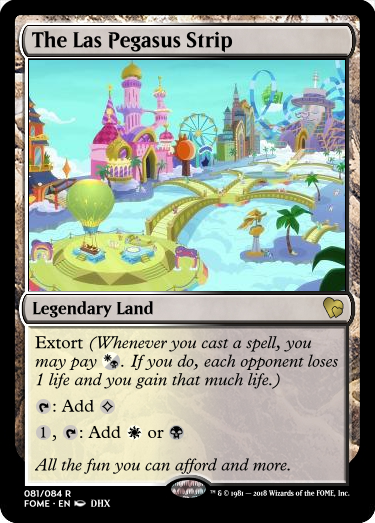 The Las Pegasus Strip
Legendary Land
Extort (Whenever you cast a spell, you
may pay . If you do, each opponent loses
1 life and you gain that much life.)
: Add
1 , : Add or
All the fun you can afford and more.
081/084 R
FOME • EN DHX
™ & © 1981 — 2018 Wizards of the FOME, Inc.